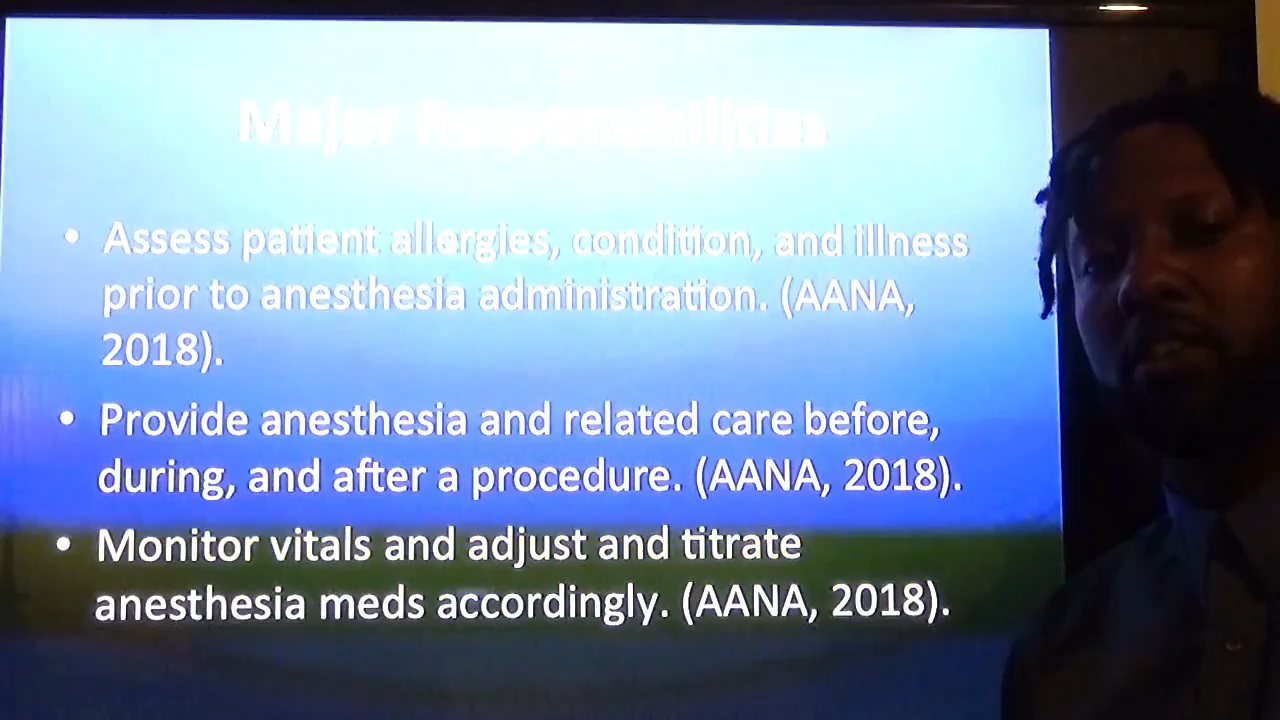 Major Responsibilities
• Assess patient allergies, condition, and illness
prior to anesthesia administration. (AANA,
2018).
• Provide anesthesia and related care before,
during, and after a procedure. (AANA, 2018).
• Monitor vitals and adjust and titrate
anesthesia meds accordingly. (AANA, 2018).